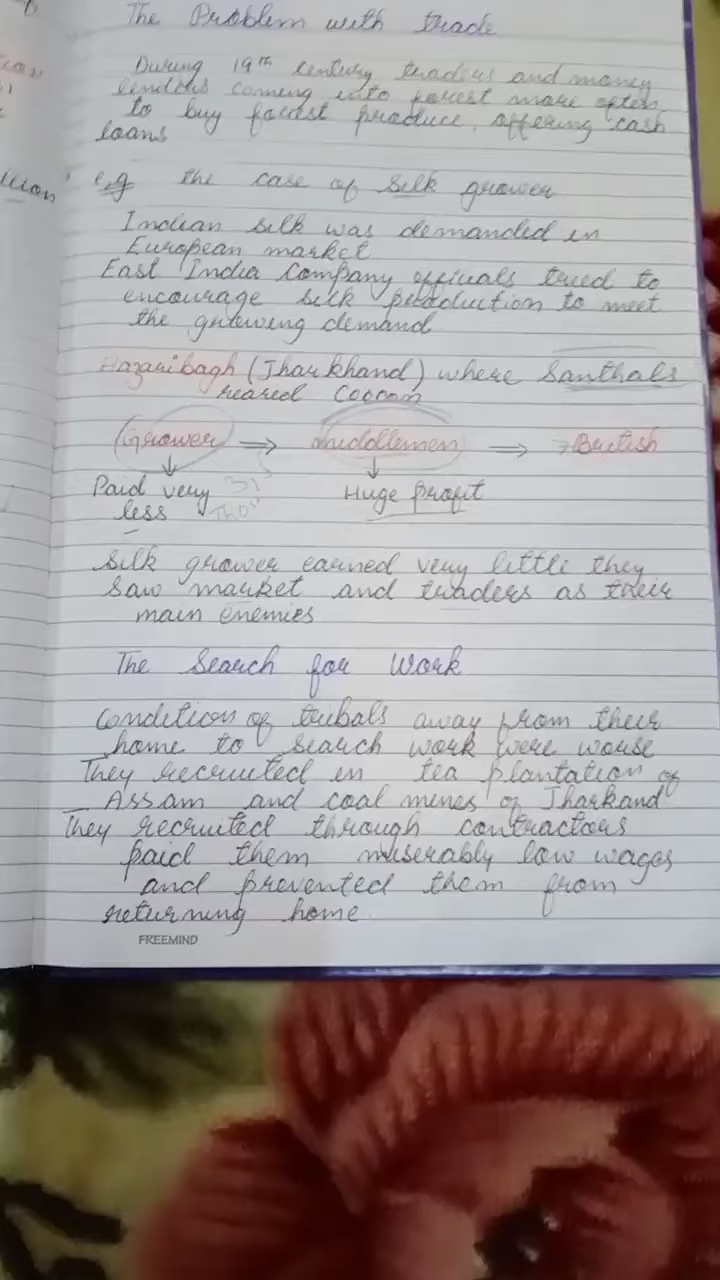 The Problem with trade
During 19th century traders and money
lenders coming into forest more often
to buy forest produce, offering cash
loans
e.g the case of Silk grower
Indian silk was demanded in
European market
East India Company officials tried to
encourage silk production to meet
the growing demand
Hazaribagh (Jharkhand) where Santhals
reared Cocoon
Grower → middlemen → British
Paid very Huge profit
less
Silk grower earned very little they
saw market and traders as their
main enemies
The Search for Work
Condition of tribals away from their
home to search work were worse
They recruited in tea plantation of
Assam and coal mines of Jharkand
They recruited through contractors
paid them miserably low wages
and prevented them from
returning home
FREEMIND